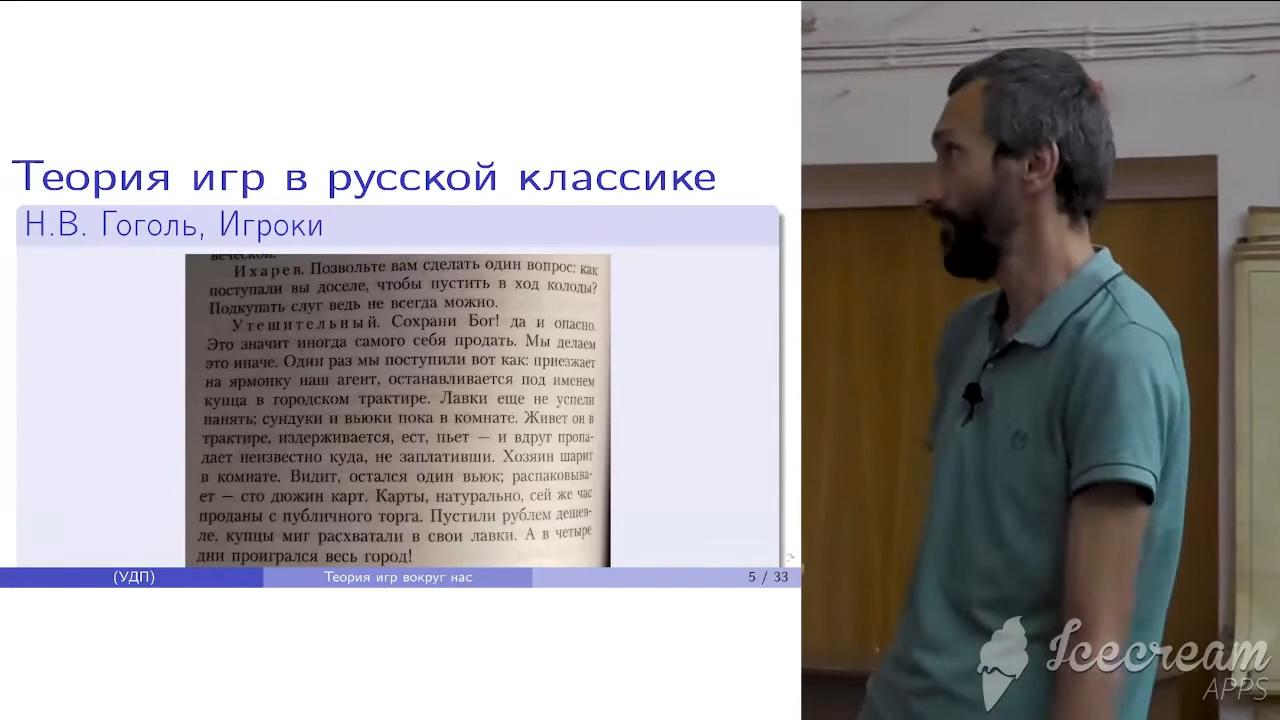 Теория игр в русской классике
Н.В. Гоголь, Игроки
веческой.
Ихарев. Позвольте вам сделать один вопрос: как
поступали вы доселе, чтобы пустить в ход колоды?
Подкупать слуг ведь не всегда можно.
Утешительный. Сохрани Бог! да и опасно.
Это значит иногда самого себя продать. Мы делаем
это иначе. Один раз мы поступили вот как: приезжает
на ярмонку наш агент, останавливается под именем
купца в городском трактире. Лавки еще не успели
нанять; сундуки и вьюки пока в комнате. Живет он в
трактире, издерживается, ест, пьет — и вдруг пропа-
дает неизвестно куда, не заплативши. Хозяин шарит
в комнате. Видит, остался один вьюк; распаковыва-
ет — сто дюжин карт. Карты, натурально, сей же час
проданы с публичного торга. Пустили рублем дешев-
ле, купцы миг расхватали в свои лавки. А в четыре
дни проигрался весь город!
(УДП) Теория игр вокруг нас 5 / 33
Icecream
APPS